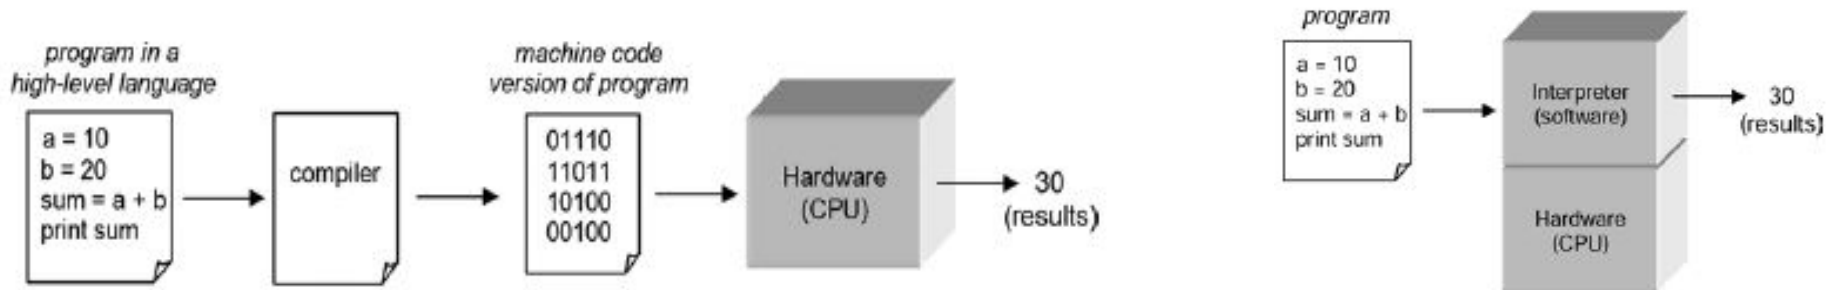 program in a
high-level language
a = 10
b = 20
sum = a + b
print sum
compiler
machine code
version of program
01110
11011
10100
00100
Hardware
(CPU)
30
(results)
program
a = 10
b = 20
sum = a + b
print sum
Interpreter
(software)
Hardware
(CPU)
30
(results)